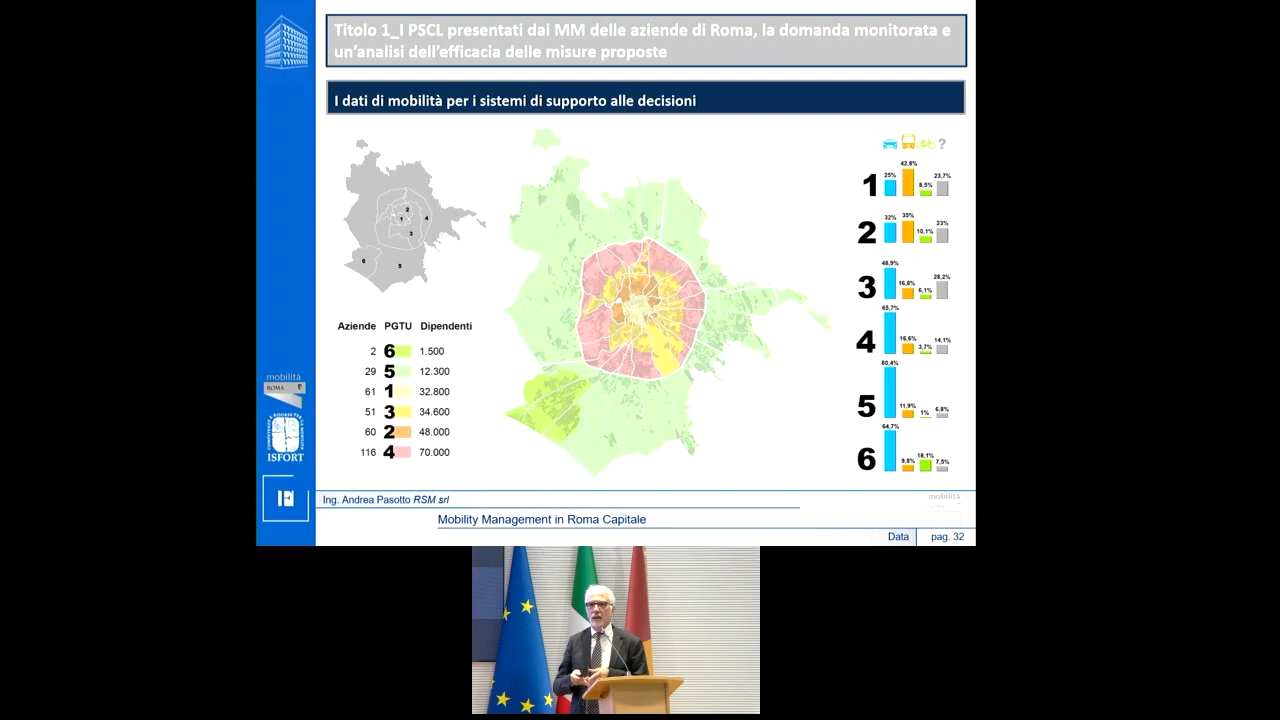 Titolo 1_I PSCL presentati dai MM delle aziende di Roma, la domanda monitorata e
un'analisi dell'efficacia delle misure proposte
I dati di mobilità per i sistemi di supporto alle decisioni
2
1
4
3
6
5
Aziende PGTU Dipendenti
2 6 1.500
29 5 12.300
61 1 32.800
51 3 34.600
60 2 48.000
116 4 70.000
?
1 25% 42,8% 8,5% 23,7%
2 32% 35% 10,1% 23%
3 48,9% 16,8% 6,1% 28,2%
4 65,7% 16,6% 3,7% 14,1%
5 80,4% 11,9% 1% 6,8%
6 64,7% 9,8% 18,1% 7,5%
mobilità
ROMA
ISFORT
Ing. Andrea Pasotto RSM srl
mobilità
Mobility Management in Roma Capitale
Data pag. 32